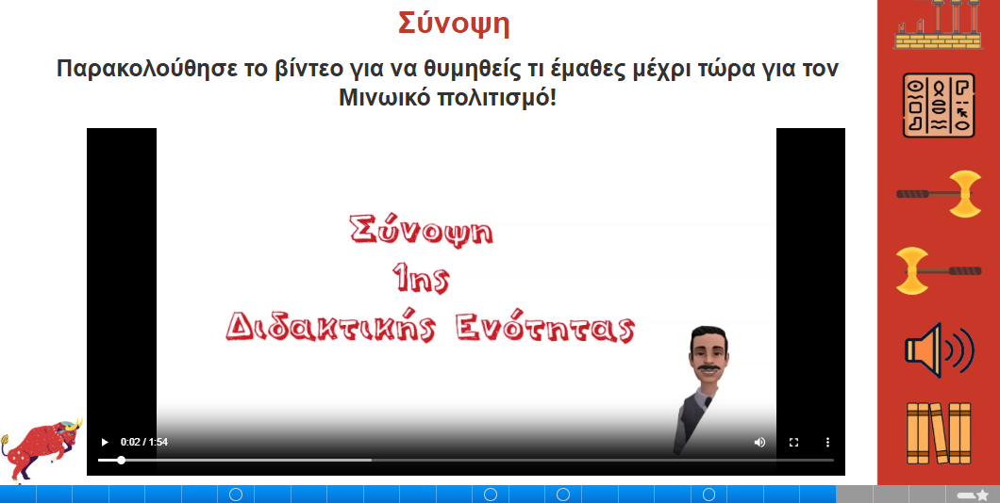 Σύνοψη
Παρακολούθησε το βίντεο για να θυμηθείς τι έμαθες μέχρι τώρα για τον
Μινωικό πολιτισμό!
Σύνοψη
1ης
Διδακτικής Ενότητας
0:02 / 1:54